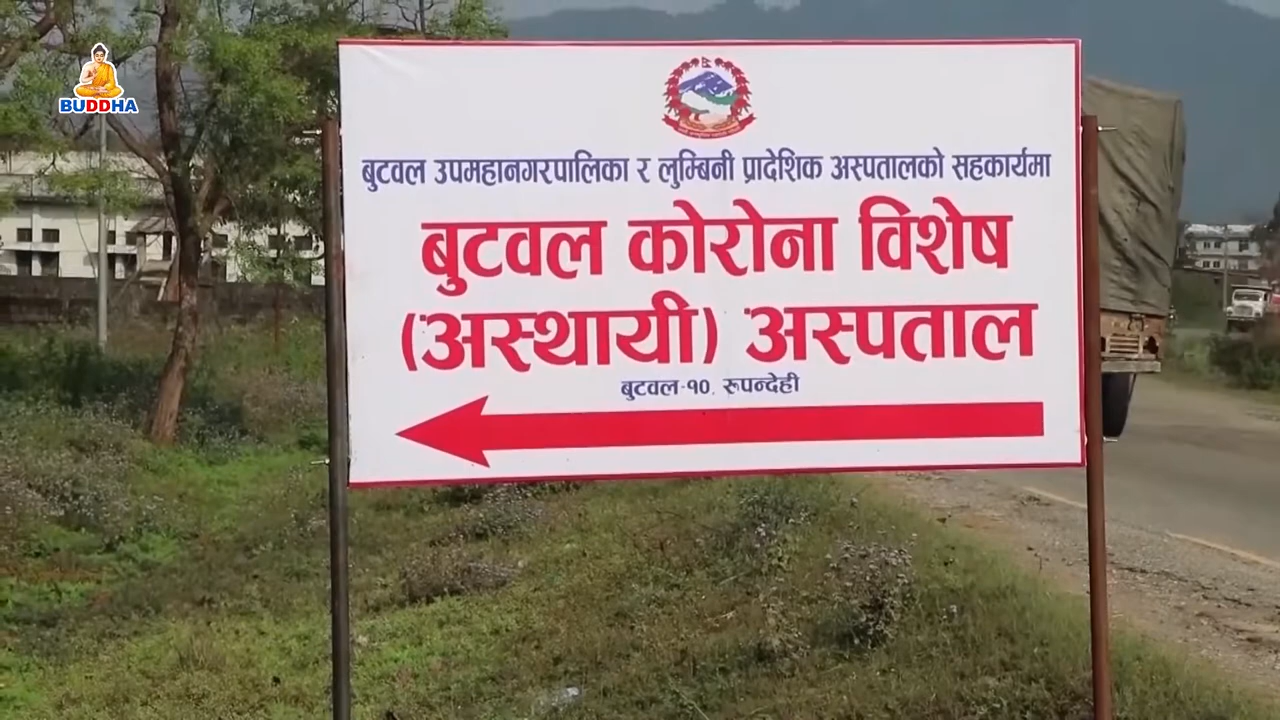 BUDDHA
बुटवल उपमहानगरपालिका र लुम्बिनी प्रादेशिक अस्पतालको सहकार्यमा
बुटवल कोरोना विशेष
(अस्थायी) अस्पताल
बुटवल-१०, रुपन्देही